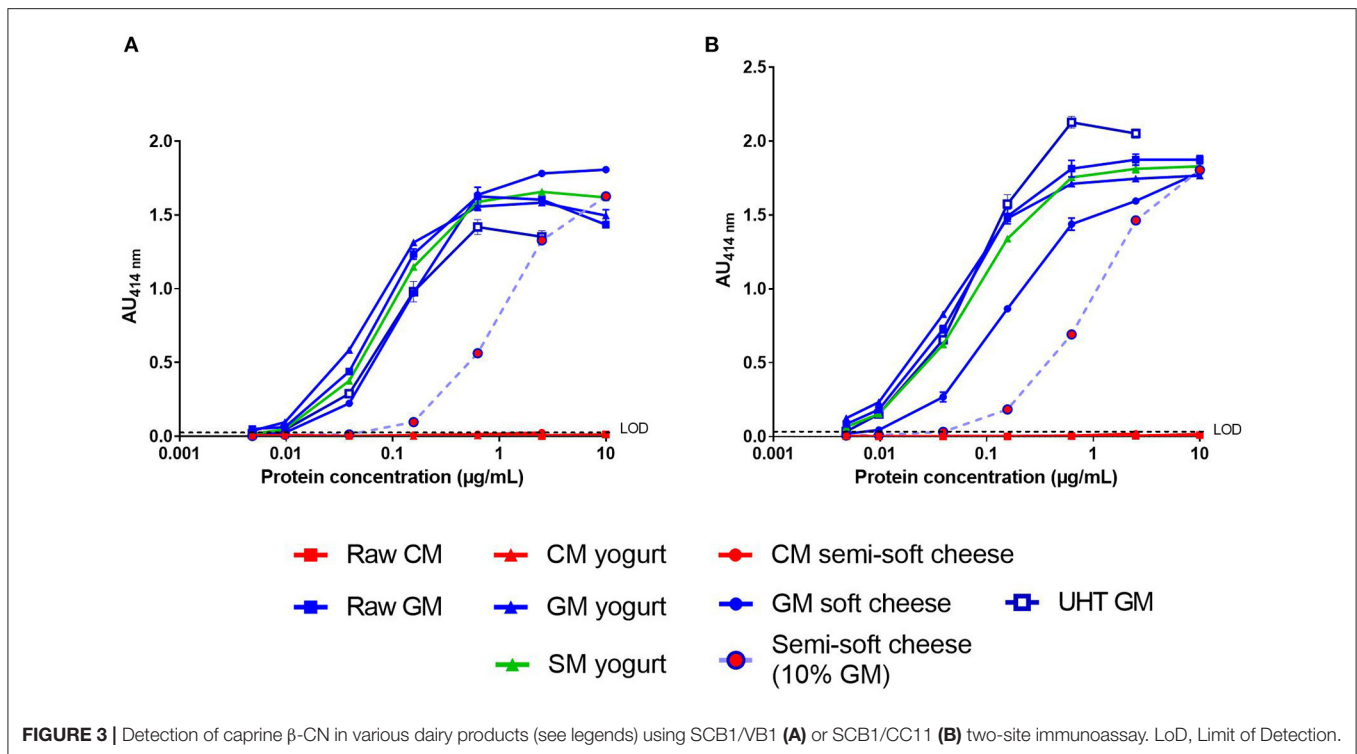 A
B
2.5
2.0
1.5
1.0
0.5
0.0
AU414 nm
0.001
0.01
0.1
1
10
Protein concentration (µg/mL)
LOD
2.0
1.5
1.0
0.5
0.0
AU414 nm
0.001
0.01
0.1
1
10
Protein concentration (µg/mL)
LOD
Raw CM
CM yogurt
CM semi-soft cheese
Raw GM
GM yogurt
GM soft cheese
UHT GM
SM yogurt
Semi-soft cheese
(10% GM)
FIGURE 3 | Detection of caprine β-CN in various dairy products (see legends) using SCB1/VB1 (A) or SCB1/CC11 (B) two-site immunoassay. LoD, Limit of Detection.